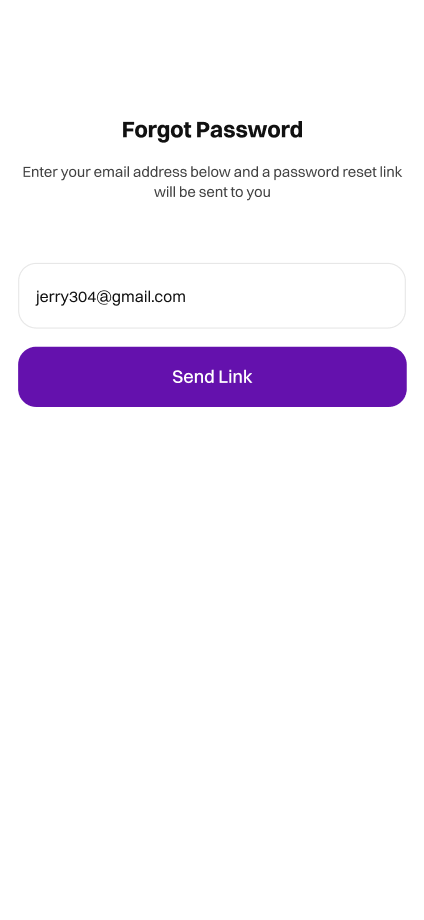 Forgot Password
Enter your email address below and a password reset link
will be sent to you
jerry304@gmail.com
Send Link